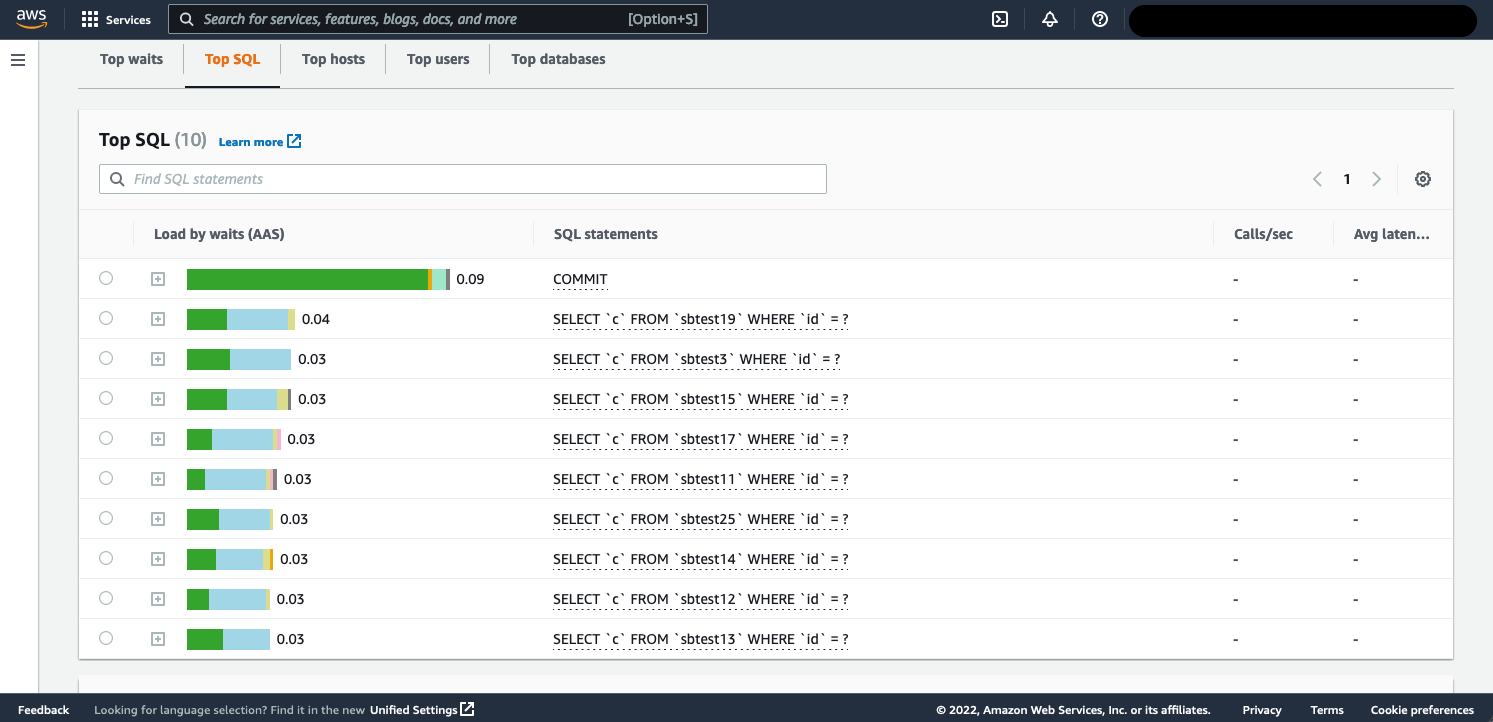 aws Services Search for services, features, blogs, docs, and more [Option+S]
Top waits Top SQL Top hosts Top users Top databases
Top SQL (10) Learn more
Find SQL statements 1
Load by waits (AAS) SQL statements Calls/sec Avg laten...
0.09 COMMIT - -
0.04 SELECT `c` FROM `sbtest19` WHERE `id` = ? - -
0.03 SELECT `c` FROM `sbtest3` WHERE `id` = ? - -
0.03 SELECT `c` FROM `sbtest15` WHERE `id` = ? - -
0.03 SELECT `c` FROM `sbtest17` WHERE `id` = ? - -
0.03 SELECT `c` FROM `sbtest11` WHERE `id` = ? - -
0.03 SELECT `c` FROM `sbtest25` WHERE `id` = ? - -
0.03 SELECT `c` FROM `sbtest14` WHERE `id` = ? - -
0.03 SELECT `c` FROM `sbtest12` WHERE `id` = ? - -
0.03 SELECT `c` FROM `sbtest13` WHERE `id` = ? - -
Feedback Looking for language selection? Find it in the new Unified Settings © 2022, Amazon Web Services, Inc. or its affiliates. Privacy Terms Cookie preferences